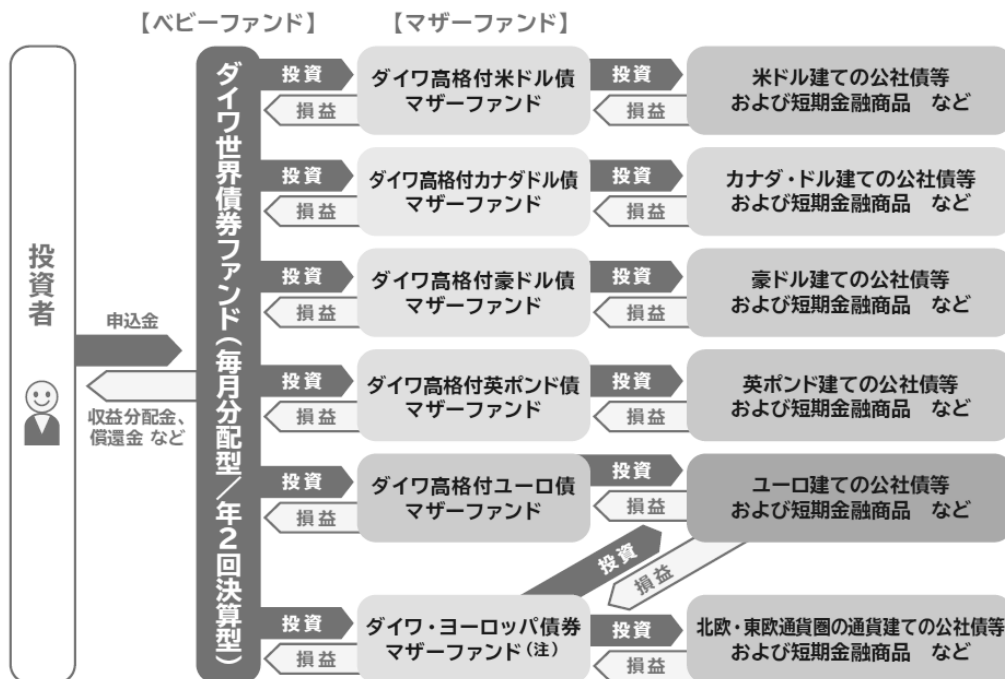 【ベビーファンド】
【マザーファンド】
投資者
申込金
収益分配金、
償還金 など
ダイワ世界債券ファンド(毎月分配型/年2回決算型)
投資
損益
ダイワ高格付米ドル債
マザーファンド
投資
損益
米ドル建ての公社債等
および短期金融商品 など
投資
損益
ダイワ高格付カナダドル債
マザーファンド
投資
損益
カナダ・ドル建ての公社債等
および短期金融商品 など
投資
損益
ダイワ高格付豪ドル債
マザーファンド
投資
損益
豪ドル建ての公社債等
および短期金融商品 など
投資
損益
ダイワ高格付英ポンド債
マザーファンド
投資
損益
英ポンド建ての公社債等
および短期金融商品 など
投資
損益
ダイワ高格付ユーロ債
マザーファンド
投資
損益
ユーロ建ての公社債等
および短期金融商品 など
投資
損益
投資
損益
ダイワ・ヨーロッパ債券
マザーファンド(注)
投資
損益
北欧・東欧通貨圏の通貨建ての公社債等
および短期金融商品 など